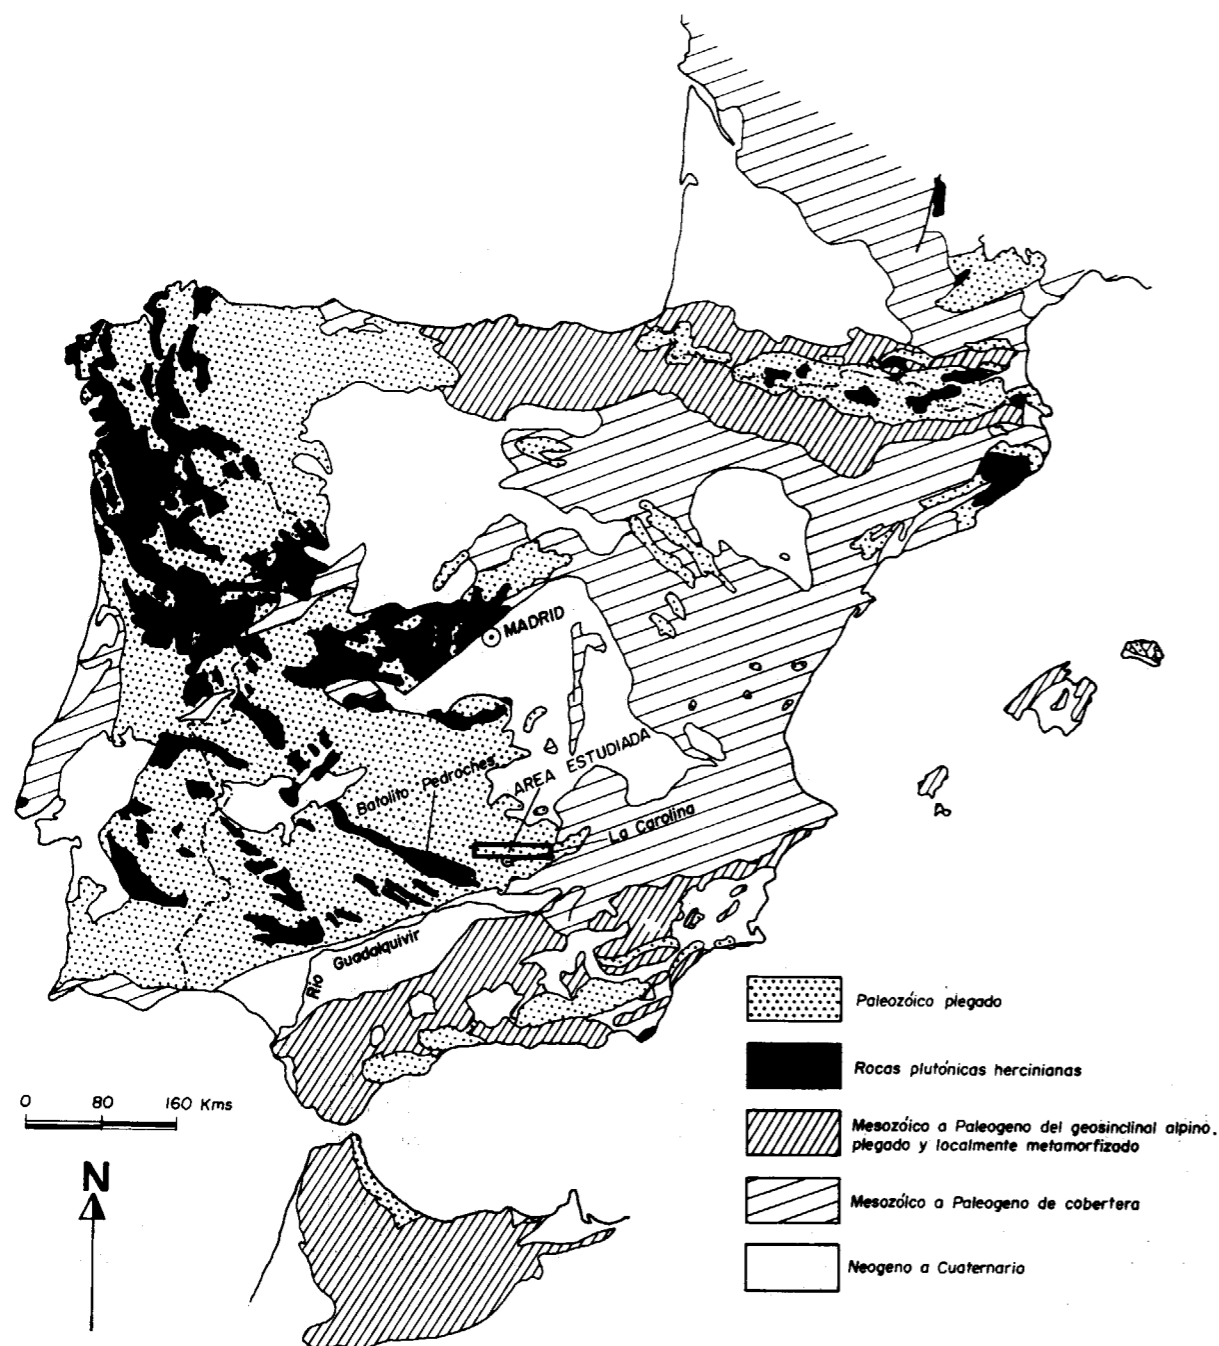 MADRID
AREA ESTUDIADA
Batolito Pedroches
La Carolina
Rio Guadalquivir
0 80 160 Kms
N
Paleozóico plegado
Rocas plutónicas hercinianas
Mesozóico a Paleogeno del geosinclinal alpino,
plegado y localmente metamorfizado
Mesozóico a Paleogeno de cobertera
Neogeno a Cuaternario